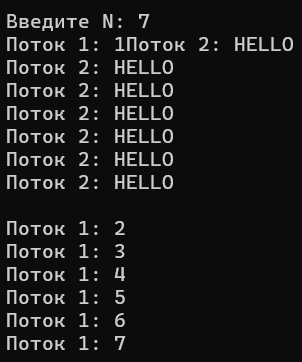 Введите N: 7
Поток 1: 1Поток 2: HELLO
Поток 2: HELLO
Поток 2: HELLO
Поток 2: HELLO
Поток 2: HELLO
Поток 2: HELLO
Поток 2: HELLO

Поток 1: 2
Поток 1: 3
Поток 1: 4
Поток 1: 5
Поток 1: 6
Поток 1: 7